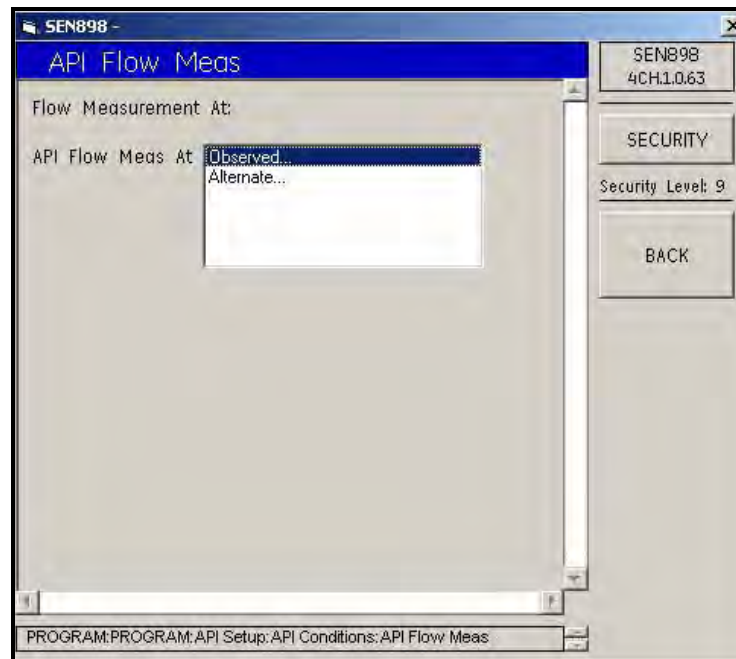 SEN898 -
API Flow Meas
Flow Measurement At:
API Flow Meas At
Observed...
Alternate...
SEN898
4CH.1.0.63
SECURITY
Security Level: 9
BACK
PROGRAM:PROGRAM:API Setup:API Conditions:API Flow Meas